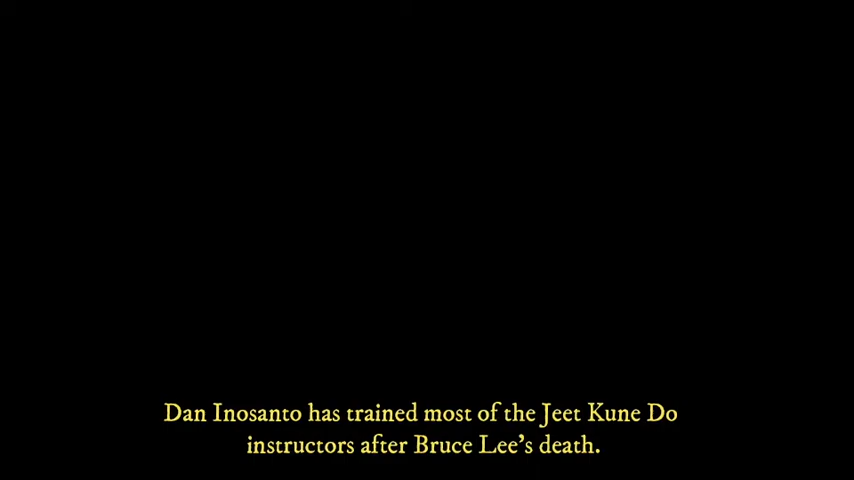 Dan Inosanto has trained most of the Jeet Kune Do
instructors after Bruce Lee's death.